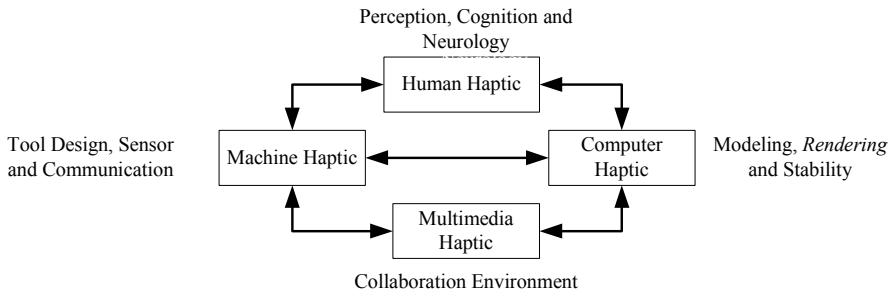 Perception, Cognition and
Neurology
Human Haptic
Tool Design, Sensor
and Communication
Machine Haptic
Computer
Haptic
Modeling, Rendering
and Stability
Multimedia
Haptic
Collaboration Environment